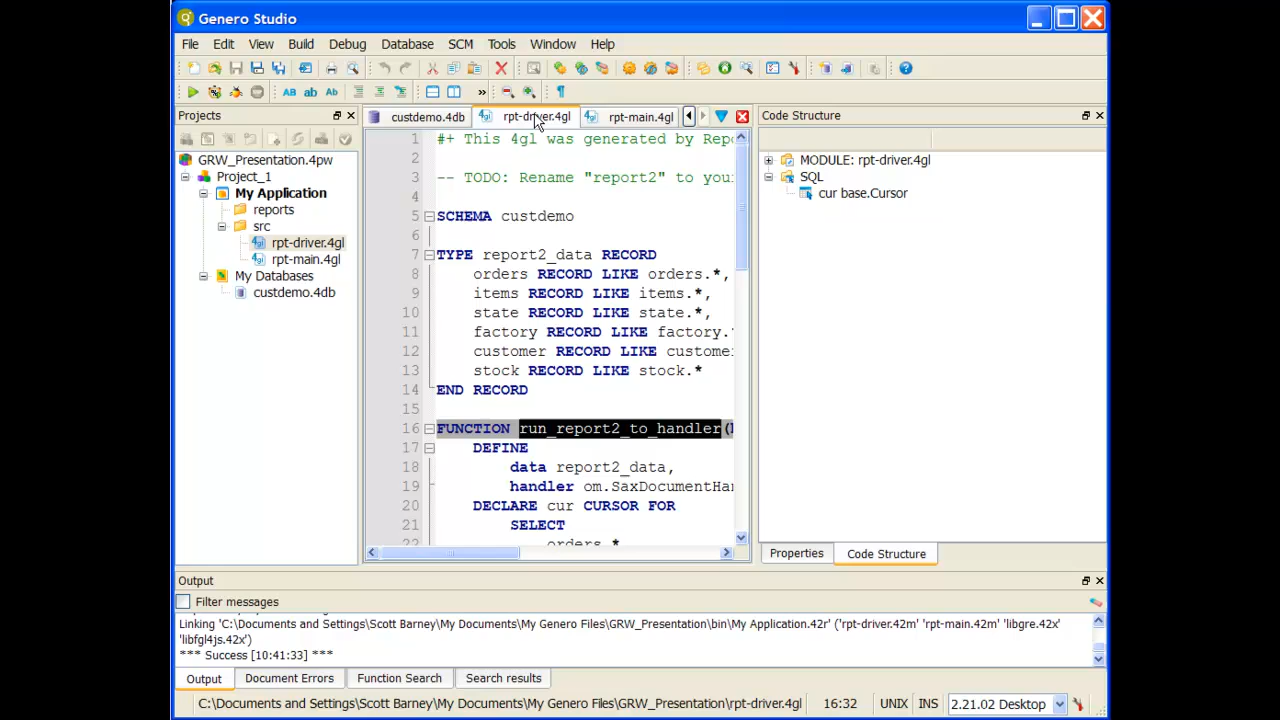 Genero Studio
File Edit View Build Debug Database SCM Tools Window Help
AB ab Ab »
Projects
GRW_Presentation.4pw
Project_1
My Application
reports
src
rpt-driver.4gl
rpt-main.4gl
My Databases
custdemo.4db
custdemo.4db rpt-driver.4gl rpt-main.4gl
1 #+ This 4gl was generated by Repo
2
3 -- TODO: Rename "report2" to you
4
5 SCHEMA custdemo
6
7 TYPE report2_data RECORD
8 orders RECORD LIKE orders.*,
9 items RECORD LIKE items.*,
10 state RECORD LIKE state.*,
11 factory RECORD LIKE factory.
12 customer RECORD LIKE custome
13 stock RECORD LIKE stock.*
14 END RECORD
15
16 FUNCTION run_report2_to_handler(
17 DEFINE
18 data report2_data,
19 handler om.SaxDocumentHan
20 DECLARE cur CURSOR FOR
21 SELECT
22 orders.*
Code Structure
MODULE: rpt-driver.4gl
SQL
cur base.Cursor
Properties Code Structure
Output
Filter messages
Linking 'C:\Documents and Settings\Scott Barney\My Documents\My Genero Files\GRW_Presentation\bin\My Application.42r' ('rpt-driver.42m' 'rpt-main.42m' 'libgre.42x'
'libfgl4js.42x')
*** Success [10:41:33] ***
Output Document Errors Function Search Search results
C:\Documents and Settings\Scott Barney\My Documents\My Genero Files\GRW_Presentation\rpt-driver.4gl 16:32 UNIX INS 2.21.02 Desktop